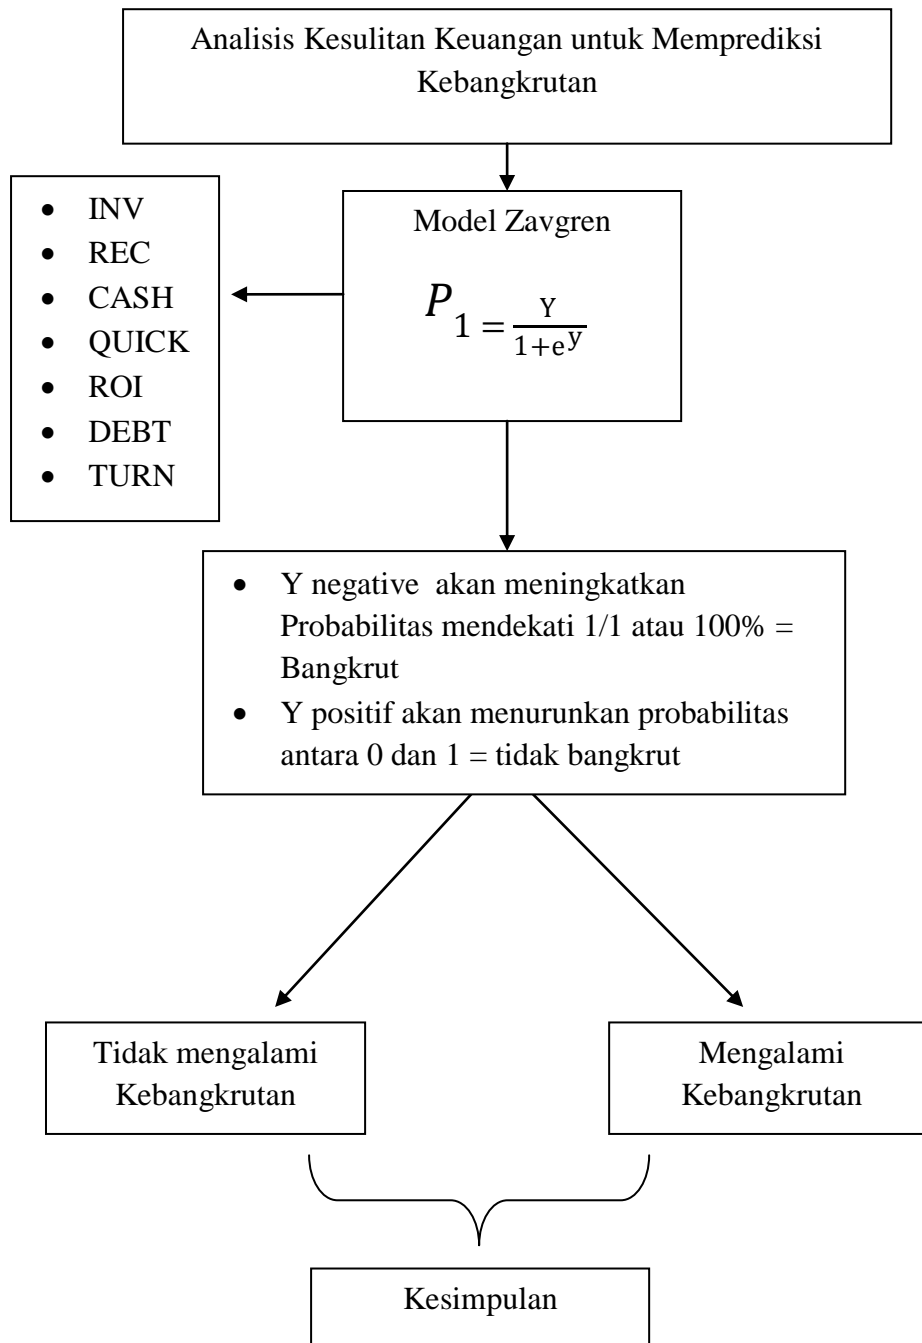 Analisis Kesulitan Keuangan untuk Memprediksi
Kebangkrutan
• INV
• REC
• CASH
• QUICK
• ROI
• DEBT
• TURN
Model Zavgren
P₁ = Y / 1+e^y
• Y negative akan meningkatkan
Probabilitas mendekati 1/1 atau 100% =
Bangkrut
• Y positif akan menurunkan probabilitas
antara 0 dan 1 = tidak bangkrut
Tidak mengalami
Kebangkrutan
Mengalami
Kebangkrutan
Kesimpulan